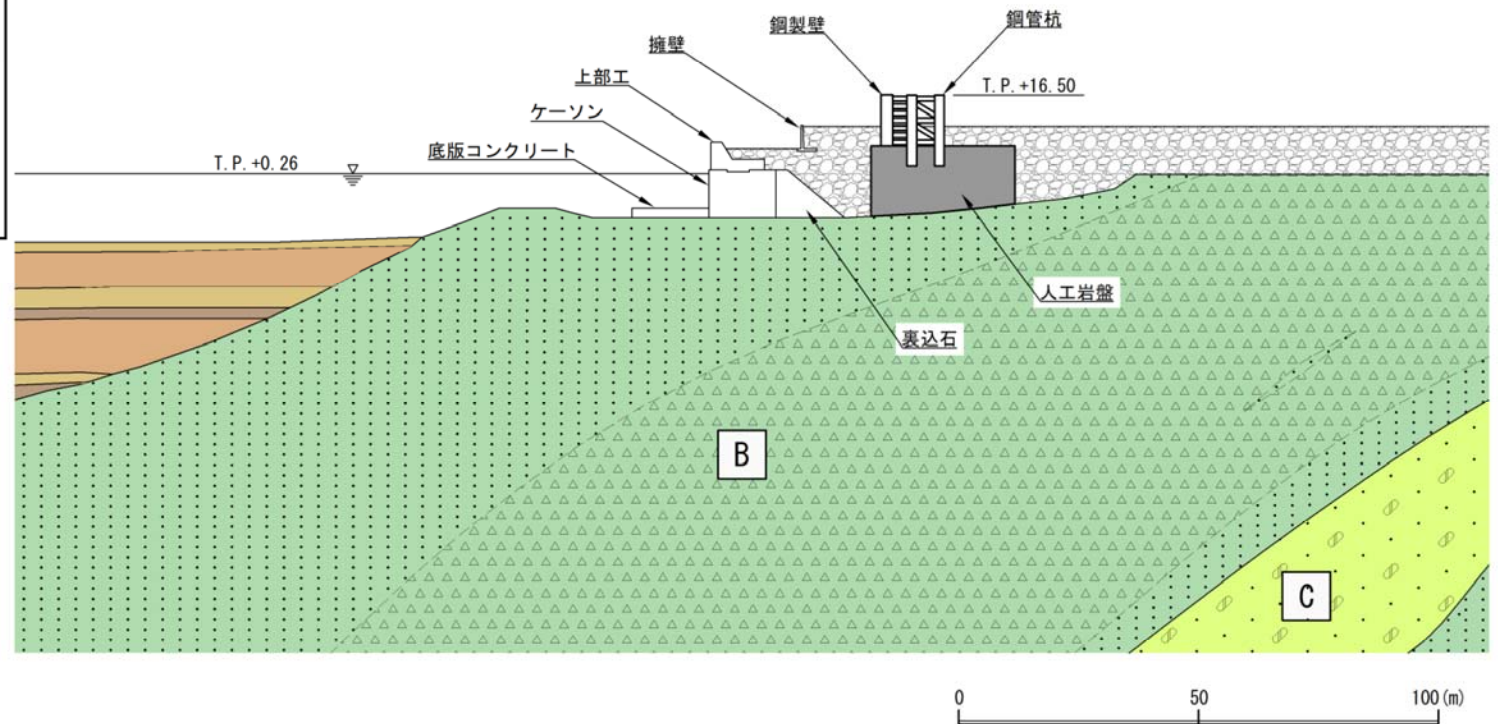 鋼管杭
鋼製壁
擁壁
上部工
T.P.+16.50
ケーソン
底版コンクリート
T.P.+0.26
人工岩盤
裏込石
B
C
0 50 100(m)